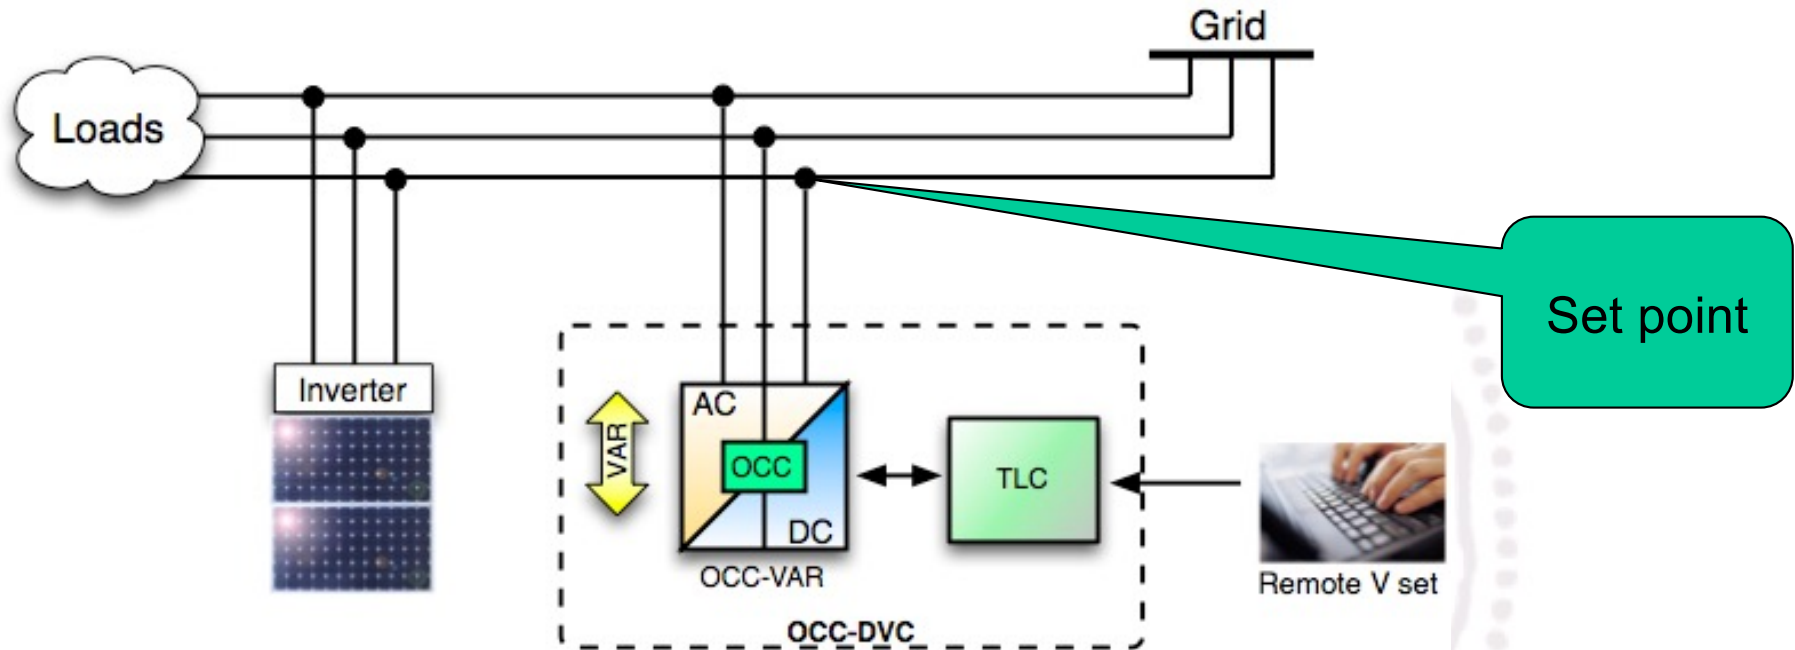 Grid
Loads
Set point
Inverter
AC
VAR
OCC
TLC
DC
OCC-VAR
Remote V set
OCC-DVC